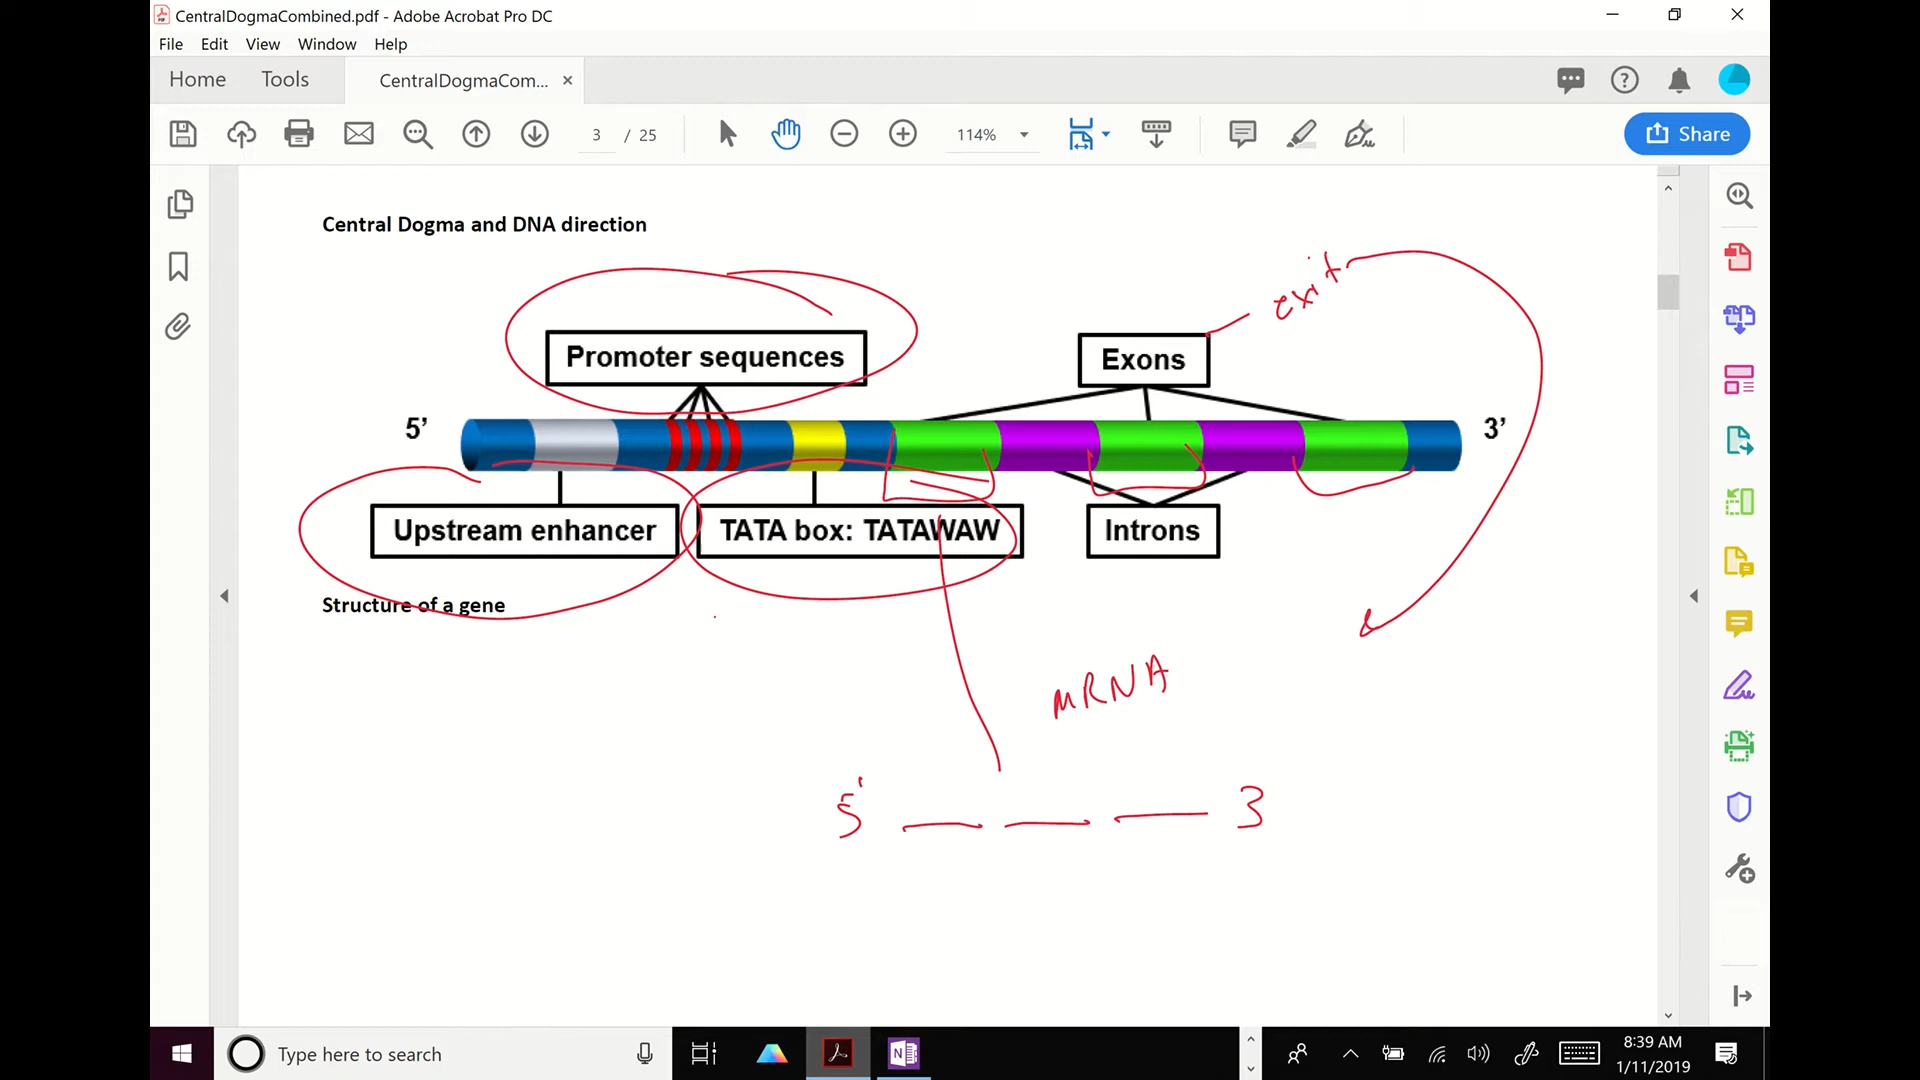 CentralDogmaCombined.pdf - Adobe Acrobat Pro DC
File Edit View Window Help
Home Tools CentralDogmaCom... ×
3 / 25 114% Share
Central Dogma and DNA direction
exit
Promoter sequences Exons
5’ 3’
Upstream enhancer TATA box: TATAWAW Introns
Structure of a gene
mRNA
5' 3
Type here to search
8:39 AM
1/11/2019